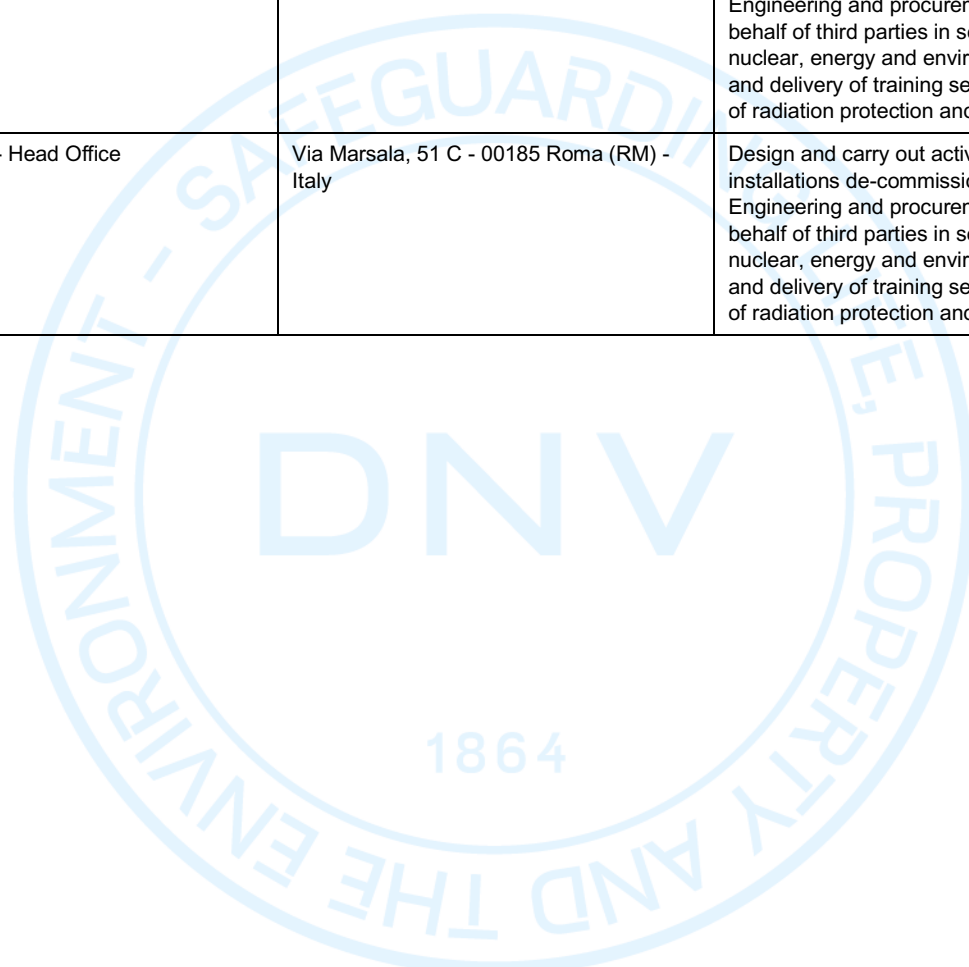 Engineering and procurem
behalf of third parties in se
nuclear, energy and envir
and delivery of training se
of radiation protection and
- Head Office
Via Marsala, 51 C - 00185 Roma (RM) -
Italy
Design and carry out activ
installations de-commissio
Engineering and procurem
behalf of third parties in se
nuclear, energy and envir
and delivery of training se
of radiation protection and
SAFEGUARDING LIFE, PROPERTY AND THE ENVIRONMENT -
DNV
1864